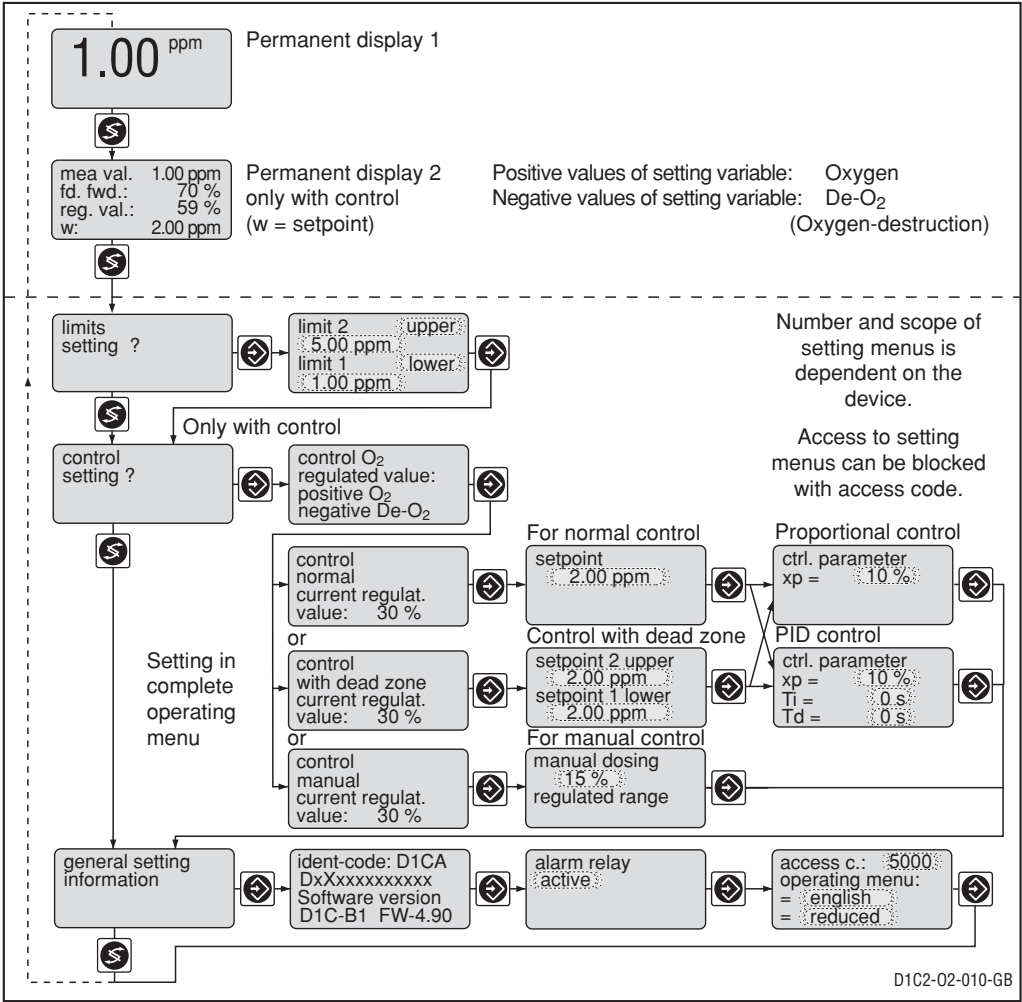 1.00 ppm
Permanent display 1
mea val. 1.00 ppm
fd. fwd.: 70 %
reg. val.: 59 %
w: 2.00 ppm
Permanent display 2
only with control
(w = setpoint)
Positive values of setting variable: Oxygen
Negative values of setting variable: De-O2
(Oxygen-destruction)
limits
setting ?
limit 2 upper
5.00 ppm
limit 1 lower
1.00 ppm
Number and scope of
setting menus is
dependent on the
device.
Access to setting
menus can be blocked
with access code.
Only with control
control
setting ?
control O2
regulated value:
positive O2
negative De-O2
For normal control
Proportional control
control
normal
current regulat.
value: 30 %
setpoint
2.00 ppm
ctrl. parameter
xp = 10 %
or
Control with dead zone
PID control
Setting in
complete
operating
menu
control
with dead zone
current regulat.
value: 30 %
setpoint 2 upper
2.00 ppm
setpoint 1 lower
2.00 ppm
ctrl. parameter
xp = 10 %
Ti = 0 s
Td = 0 s
or
For manual control
control
manual
current regulat.
value: 30 %
manual dosing
15 %
regulated range
general setting
information
ident-code: D1CA
DxXxxxxxxxxx
Software version
D1C-B1 FW-4.90
alarm relay
active
access c.: 5000
operating menu:
= english
= reduced
D1C2-O2-010-GB